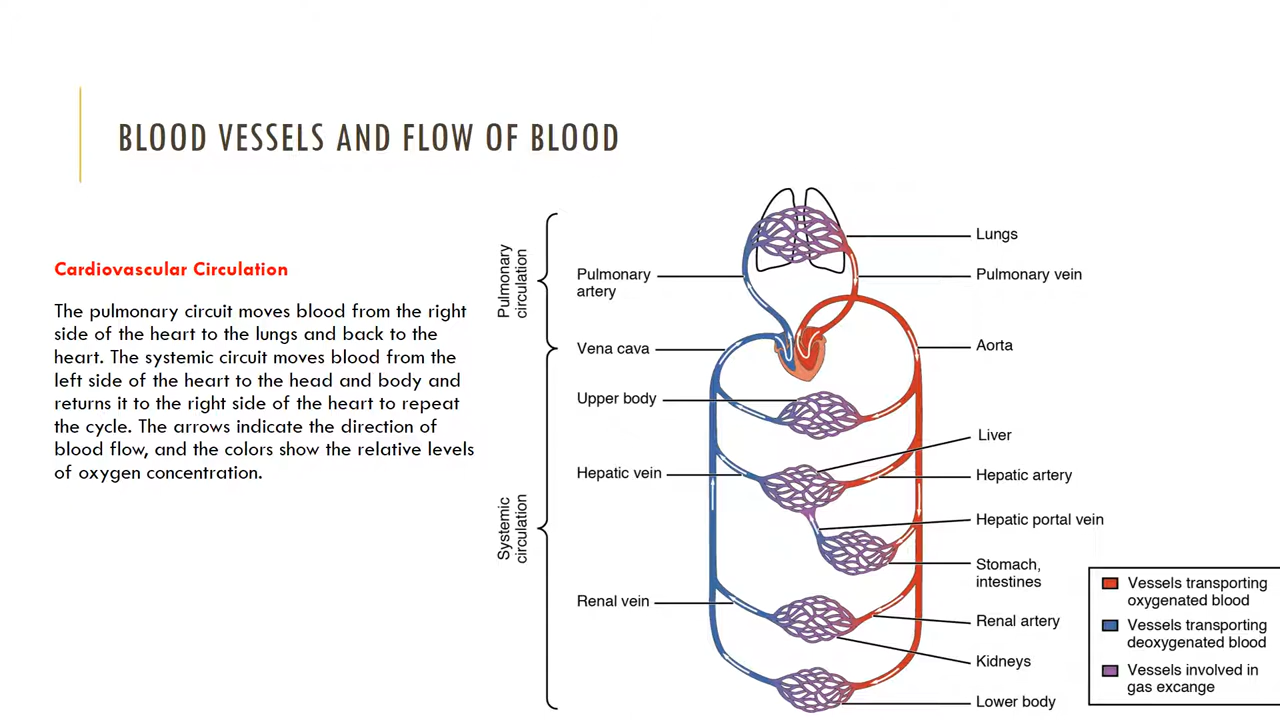 BLOOD VESSELS AND FLOW OF BLOOD
Cardiovascular Circulation
The pulmonary circuit moves blood from the right
side of the heart to the lungs and back to the
heart. The systemic circuit moves blood from the
left side of the heart to the head and body and
returns it to the right side of the heart to repeat
the cycle. The arrows indicate the direction of
blood flow, and the colors show the relative levels
of oxygen concentration.
Pulmonary
circulation
Systemic
circulation
Pulmonary
artery
Vena cava
Upper body
Hepatic vein
Renal vein
Lungs
Pulmonary vein
Aorta
Liver
Hepatic artery
Hepatic portal vein
Stomach,
intestines
Renal artery
Kidneys
Lower body
Vessels transporting
oxygenated blood
Vessels transporting
deoxygenated blood
Vessels involved in
gas excange